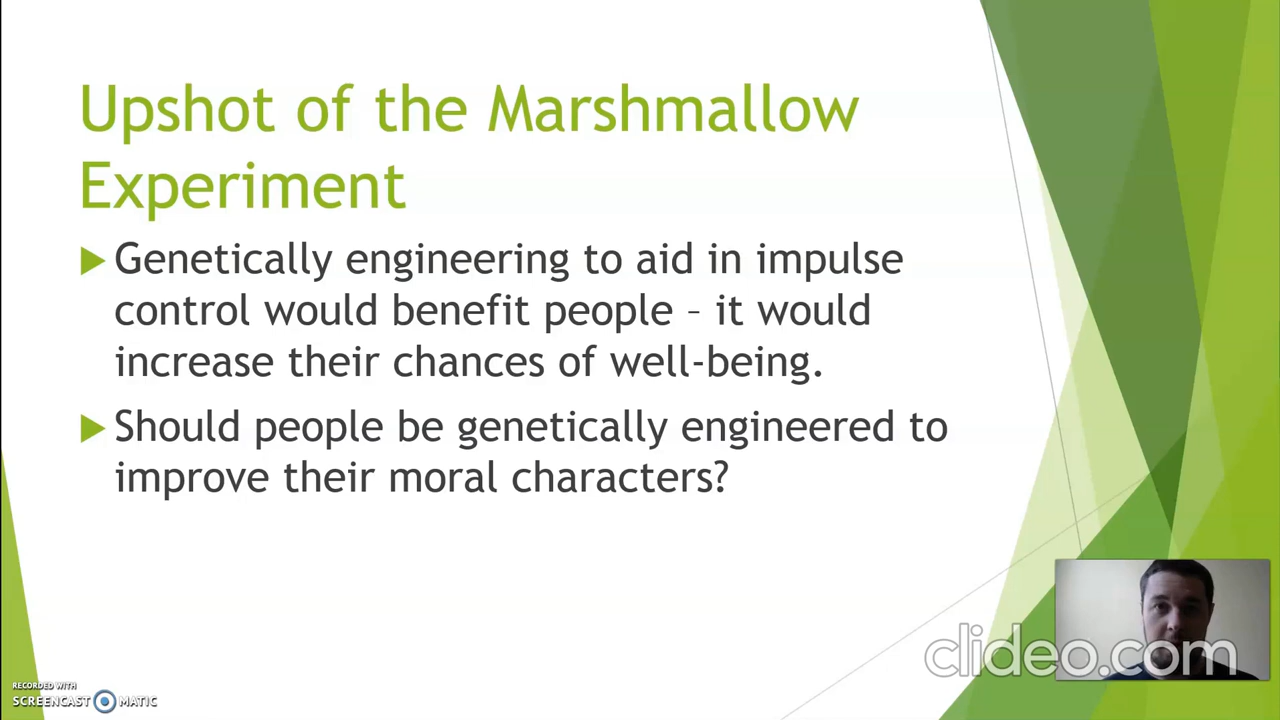 Upshot of the Marshmallow
Experiment
Genetically engineering to aid in impulse
control would benefit people – it would
increase their chances of well-being.
Should people be genetically engineered to
improve their moral characters?
clideo.com
RECORDED WITH
SCREENCAST MATIC